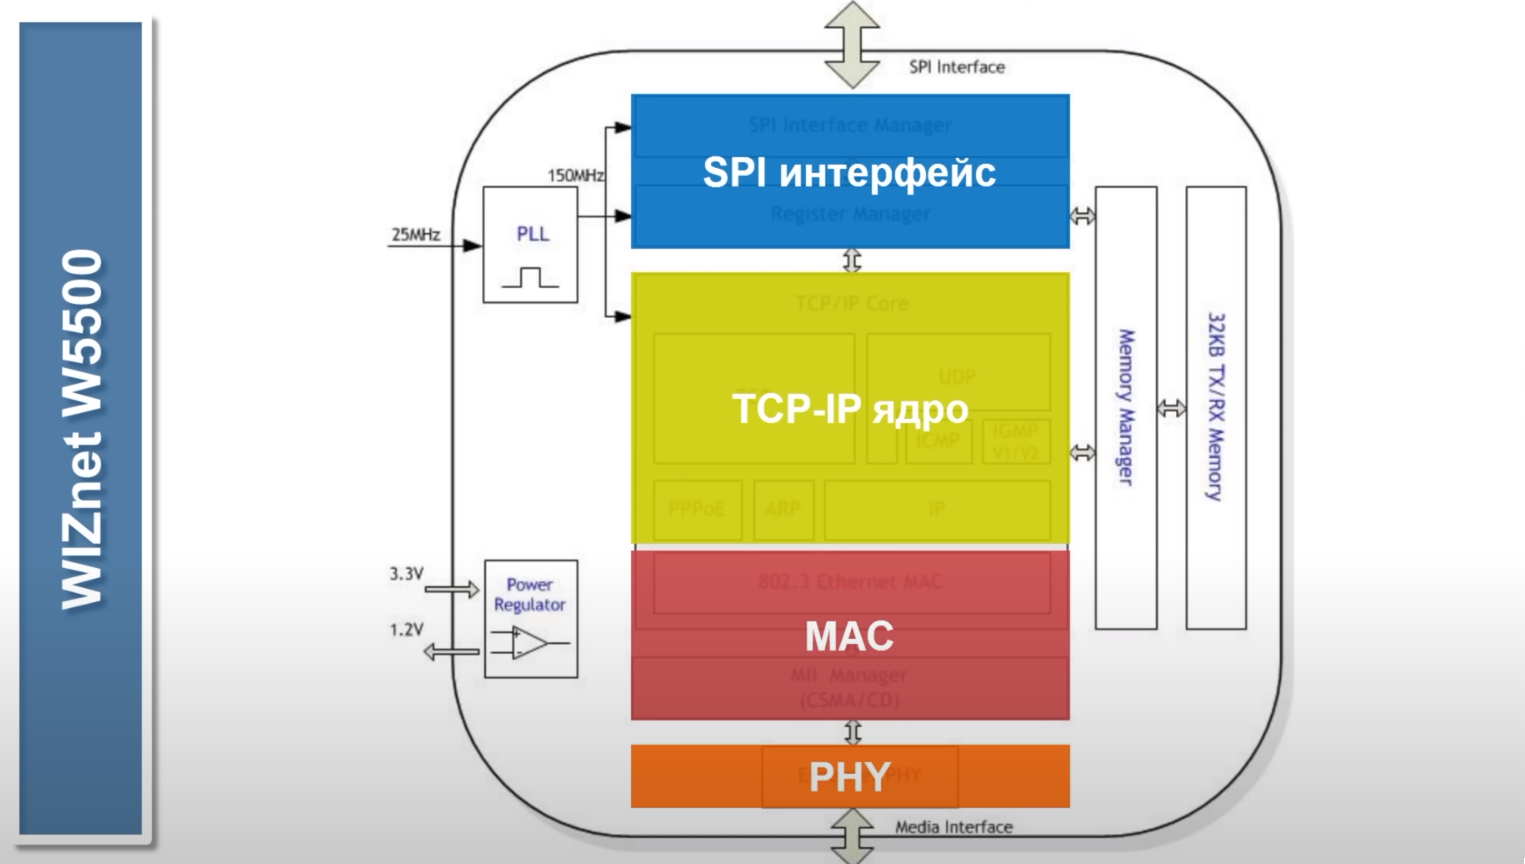 WIZnet W5500
SPI Interface
SPI Interface Manager
SPI интерфейс
Register Manager
150MHz
25MHz
PLL
TCP/IP Core
UDP
TCP-IP ядро
ICMP
IGMP
V1/V2
PPPoE
ARP
IP
802.3 Ethernet MAC
MAC
MII Manager
(CSMA/CD)
PHY
Media Interface
3.3V
1.2V
Power
Regulator
Memory Manager
32KB TX/RX Memory